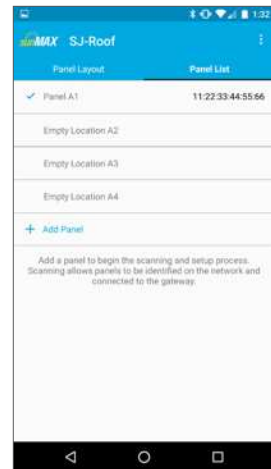 1:32
sunMAX SJ-Roof
Panel Layout Panel List
Panel A1 11:22:33:44:55:66
Empty Location A2
Empty Location A3
Empty Location A4
+ Add Panel
Add a panel to begin the scanning and setup process.
Scanning allows panels to be identified on the network and
connected to the gateway.